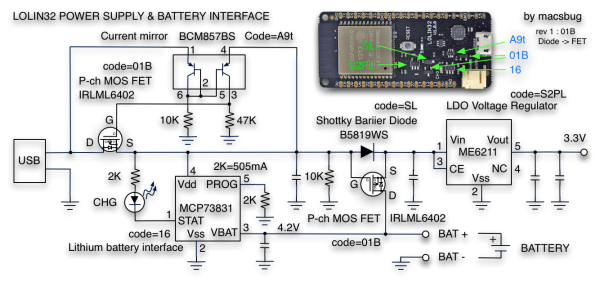 LOLIN32 POWER SUPPLY & BATTERY INTERFACE
by macsbug
rev 1 : 01B
Diode -> FET
Current mirror
BCM857BS
Code=A9t
LOLIN32
A9t
01B
16
code=01B
P-ch MOS FET
IRLML6402
1
4
6
2
5
3
G
D
S
10K
47K
code=SL
Shottky Bariier Diode
B5819WS
LDO Voltage Regulator
code=S2PL
USB
2K
CHG
4
Vdd
PROG
5
2K=505mA
2K
MCP73831
1
STAT
Vss
VBAT
3
2
4.2V
code=16
Lithium battery interface
10K
G
S
D
P-ch MOS FET
IRLML6402
code=01B
1
3
Vin
Vout
5
ME6211
CE
NC
4
Vss
2
3.3V
BAT +
BAT -
BATTERY